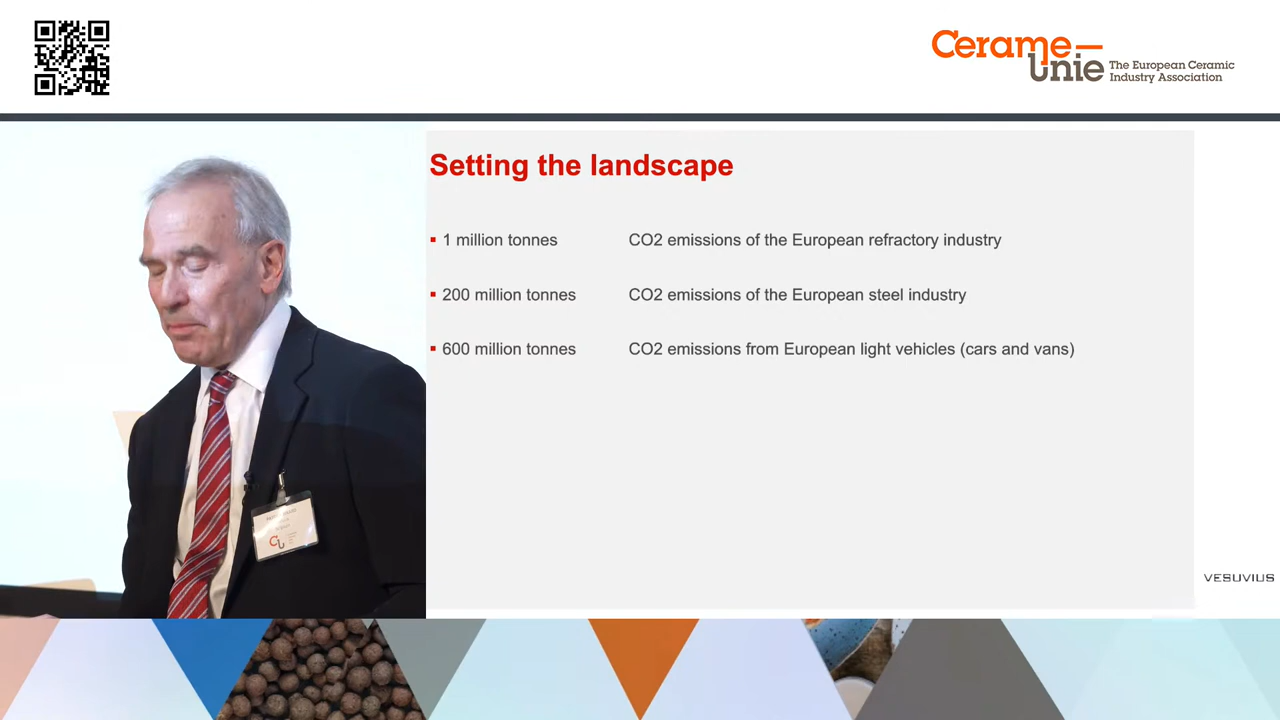 Cerame—
Unie
The European Ceramic
Industry Association
Setting the landscape
▪ 1 million tonnes CO2 emissions of the European refractory industry
▪ 200 million tonnes CO2 emissions of the European steel industry
▪ 600 million tonnes CO2 emissions from European light vehicles (cars and vans)
VESUVIUS